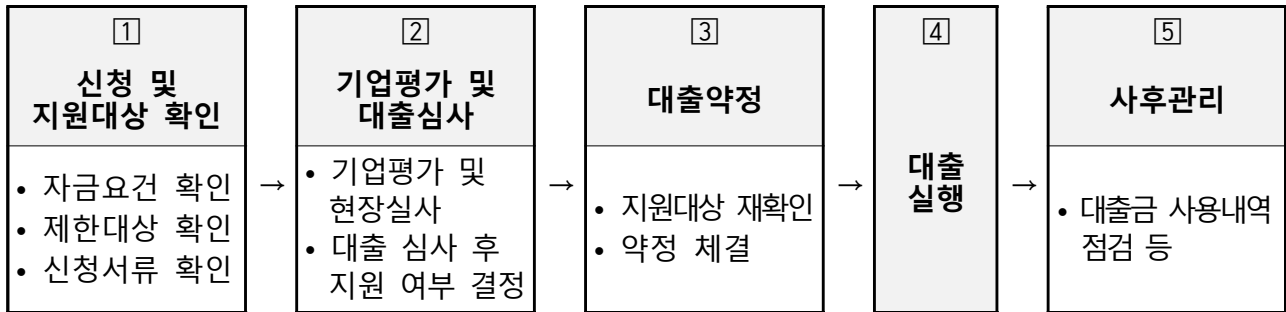 1
신청 및
지원대상 확인
• 자금요건 확인
• 제한대상 확인
• 신청서류 확인
→
2
기업평가 및
대출심사
• 기업평가 및
현장실사
• 대출 심사 후
지원 여부 결정
→
3
대출약정
• 지원대상 재확인
• 약정 체결
→
4
대출
실행
→
5
사후관리
• 대출금 사용내역
점검 등